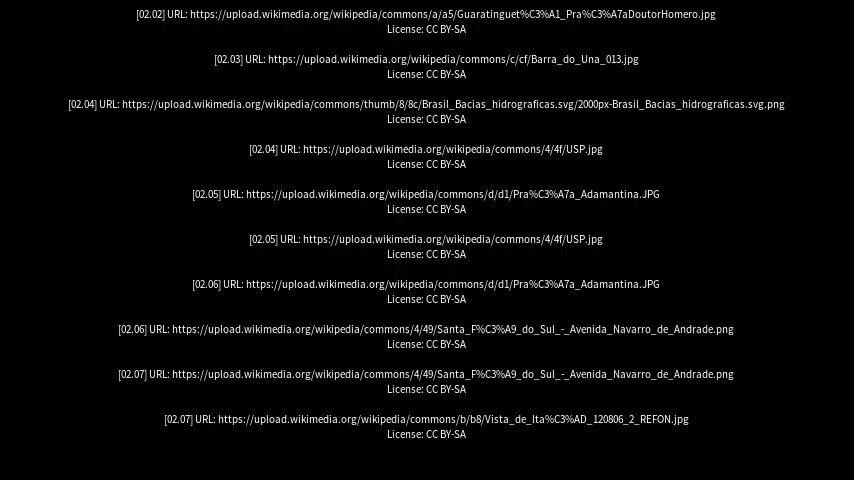 [02.02] URL: https://upload.wikimedia.org/wikipedia/commons/a/a5/Guaratinguet%C3%A1_Pra%C3%A7aDoutorHomero.jpg
License: CC BY-SA
[02.03] URL: https://upload.wikimedia.org/wikipedia/commons/c/cf/Barra_do_Una_013.jpg
License: CC BY-SA
[02.04] URL: https://upload.wikimedia.org/wikipedia/commons/thumb/8/8c/Brasil_Bacias_hidrograficas.svg/2000px-Brasil_Bacias_hidrograficas.svg.png
License: CC BY-SA
[02.04] URL: https://upload.wikimedia.org/wikipedia/commons/4/4f/USP.jpg
License: CC BY-SA
[02.05] URL: https://upload.wikimedia.org/wikipedia/commons/d/d1/Pra%C3%A7a_Adamantina.JPG
License: CC BY-SA
[02.05] URL: https://upload.wikimedia.org/wikipedia/commons/4/4f/USP.jpg
License: CC BY-SA
[02.06] URL: https://upload.wikimedia.org/wikipedia/commons/d/d1/Pra%C3%A7a_Adamantina.JPG
License: CC BY-SA
[02.06] URL: https://upload.wikimedia.org/wikipedia/commons/4/49/Santa_F%C3%A9_do_Sul_-_Avenida_Navarro_de_Andrade.png
License: CC BY-SA
[02.07] URL: https://upload.wikimedia.org/wikipedia/commons/4/49/Santa_F%C3%A9_do_Sul_-_Avenida_Navarro_de_Andrade.png
License: CC BY-SA
[02.07] URL: https://upload.wikimedia.org/wikipedia/commons/b/b8/Vista_de_Ita%C3%AD_120806_2_REFON.jpg
License: CC BY-SA